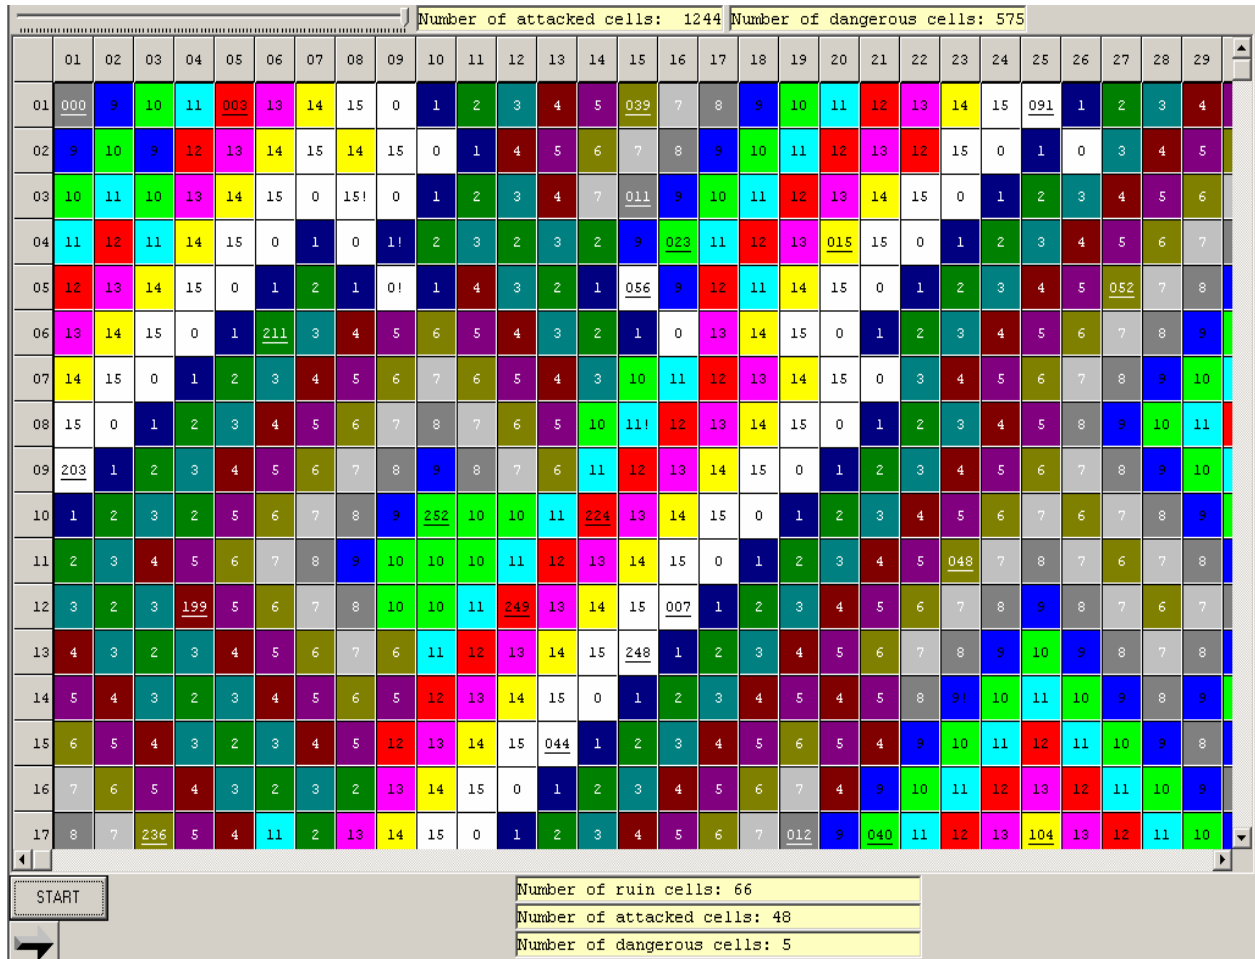 Number of attacked cells: 1244 Number of dangerous cells: 575
01 02 03 04 05 06 07 08 09 10 11 12 13 14 15 16 17 18 19 20 21 22 23 24 25 26 27 28 29
01 000 9 10 11 003 13 14 15 0 1 2 3 4 5 039 7 8 9 10 11 12 13 14 15 091 1 2 3 4
02 9 10 9 12 13 14 15 14 15 0 1 4 5 6 7 8 9 10 11 12 13 12 15 0 1 0 3 4 5
03 10 11 10 13 14 15 0 15! 0 1 2 3 4 7 011 9 10 11 12 13 14 15 0 1 2 3 4 5 6
04 11 12 11 14 15 0 1 0 1! 2 3 2 3 2 9 023 11 12 13 015 15 0 1 2 3 4 5 6 7
05 12 13 14 15 0 1 2 1 0! 1 4 3 2 1 056 9 12 11 14 15 0 1 2 3 4 5 052 7 8
06 13 14 15 0 1 211 3 4 5 6 5 4 3 2 1 0 13 14 15 0 1 2 3 4 5 6 7 8 9
07 14 15 0 1 2 3 4 5 6 7 6 5 4 3 10 11 12 13 14 15 0 3 4 5 6 7 8 9 10
08 15 0 1 2 3 4 5 6 7 8 7 6 5 10 11! 12 13 14 15 0 1 2 3 4 5 8 9 10 11
09 203 1 2 3 4 5 6 7 8 9 8 7 6 11 12 13 14 15 0 1 2 3 4 5 6 7 8 9 10
10 1 2 3 2 5 6 7 8 9 252 10 10 11 224 13 14 15 0 1 2 3 4 5 6 7 6 7 8 9
11 2 3 4 5 6 7 8 9 10 10 10 11 12 13 14 15 0 1 2 3 4 5 048 7 8 7 6 7 8
12 3 2 3 199 5 6 7 8 10 10 11 249 13 14 15 007 1 2 3 4 5 6 7 8 9 8 7 6 7
13 4 3 2 3 4 5 6 7 6 11 12 13 14 15 248 1 2 3 4 5 6 7 8 9 10 9 8 7 8
14 5 4 3 2 3 4 5 6 5 12 13 14 15 0 1 2 3 4 5 4 5 8 9! 10 11 10 9 8 9
15 6 5 4 3 2 3 4 5 12 13 14 15 044 1 2 3 4 5 6 5 4 9 10 11 12 11 10 9 8
16 7 6 5 4 3 2 3 2 13 14 15 0 1 2 3 4 5 6 7 4 9 10 11 12 13 12 11 10 9
17 8 7 236 5 4 11 2 13 14 15 0 1 2 3 4 5 6 7 012 9 040 11 12 13 104 13 12 11 10
START
Number of ruin cells: 66
Number of attacked cells: 48
Number of dangerous cells: 5